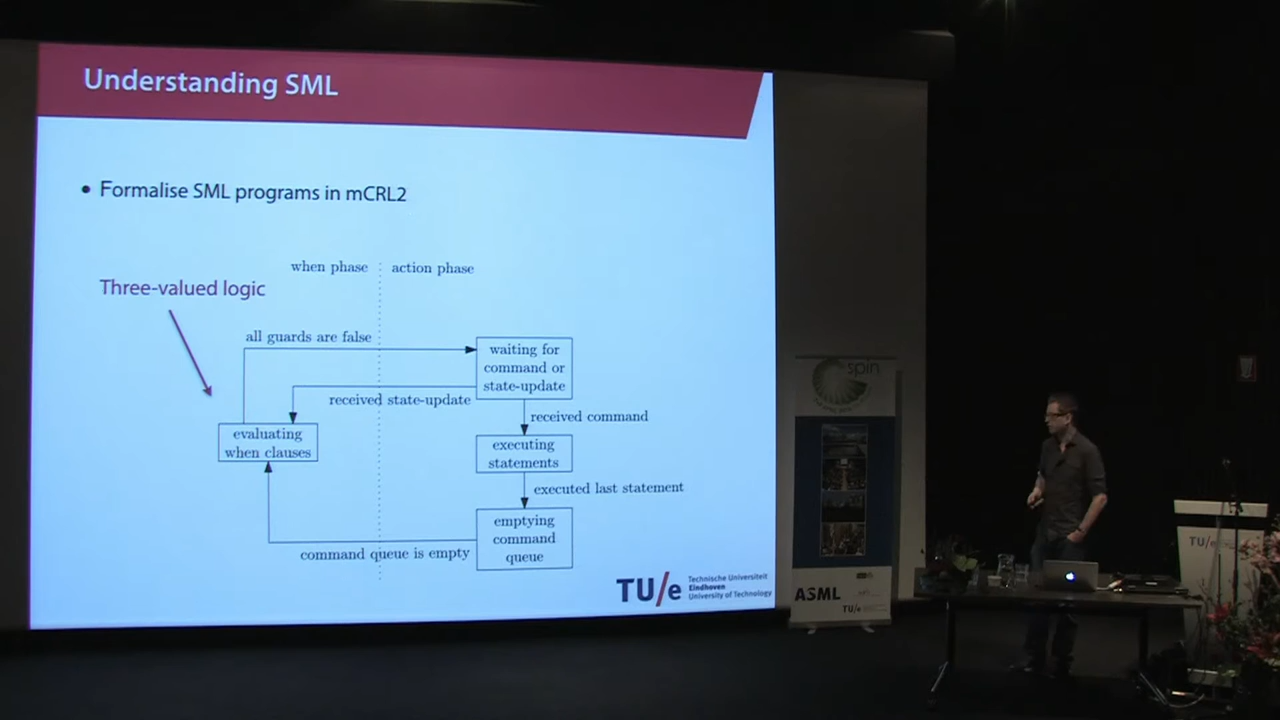 Understanding SML
• Formalise SML programs in mCRL2
when phase
action phase
Three-valued logic
all guards are false
waiting for
command or
state-update
received state-update
received command
evaluating
when clauses
executing
statements
executed last statement
emptying
command
queue
command queue is empty
TU/e
Technische Universiteit
Eindhoven
University of Technology
spin
ASML
TU/e
TU/e